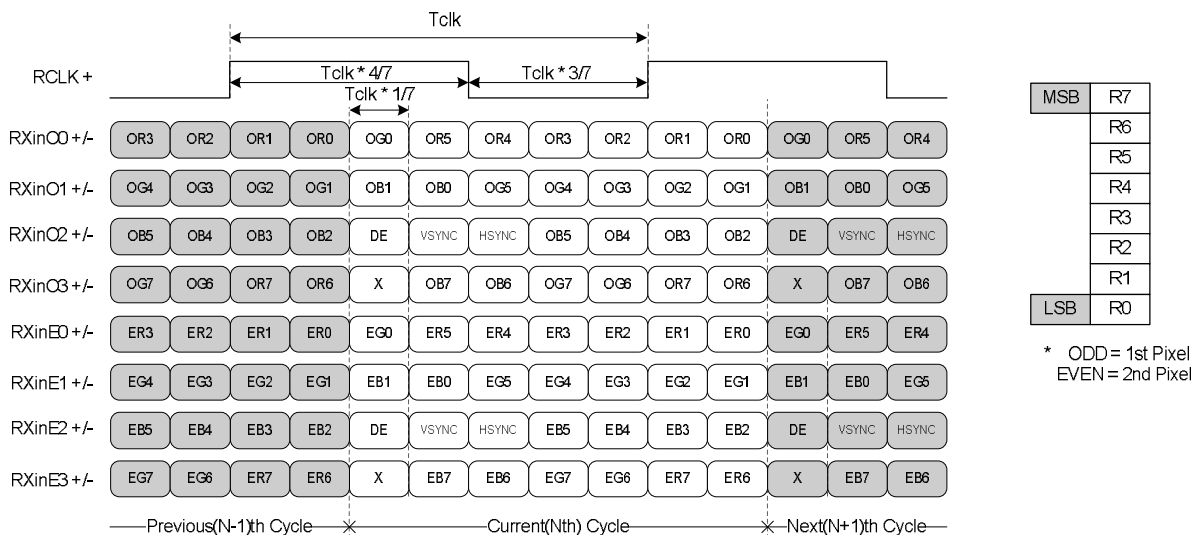 Tclk
RCLK +
Tclk * 4/7
Tclk * 3/7
Tclk * 1/7
RXinO0 +/- OR3 OR2 OR1 OR0 OG0 OR5 OR4 OR3 OR2 OR1 OR0 OG0 OR5 OR4
RXinO1 +/- OG4 OG3 OG2 OG1 OB1 OB0 OG5 OG4 OG3 OG2 OG1 OB1 OB0 OG5
RXinO2 +/- OB5 OB4 OB3 OB2 DE VSYNC HSYNC OB5 OB4 OB3 OB2 DE VSYNC HSYNC
RXinO3 +/- OG7 OG6 OR7 OR6 X OB7 OB6 OG7 OG6 OR7 OR6 X OB7 OB6
RXinE0 +/- ER3 ER2 ER1 ER0 EG0 ER5 ER4 ER3 ER2 ER1 ER0 EG0 ER5 ER4
RXinE1 +/- EG4 EG3 EG2 EG1 EB1 EB0 EG5 EG4 EG3 EG2 EG1 EB1 EB0 EG5
RXinE2 +/- EB5 EB4 EB3 EB2 DE VSYNC HSYNC EB5 EB4 EB3 EB2 DE VSYNC HSYNC
RXinE3 +/- EG7 EG6 ER7 ER6 X EB7 EB6 EG7 EG6 ER7 ER6 X EB7 EB6
Previous(N-1)th Cycle Current(Nth) Cycle Next(N+1)th Cycle
MSB R7
R6
R5
R4
R3
R2
R1
LSB R0
* ODD = 1st Pixel
EVEN = 2nd Pixel